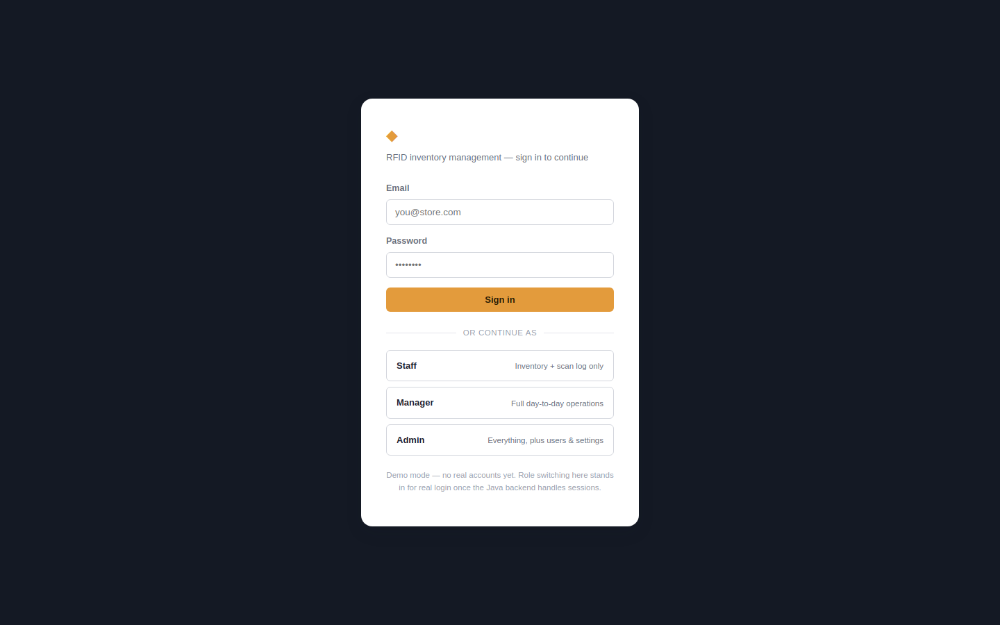 RFID inventory management — sign in to continue
Email
you@store.com
Password
••••••••
Sign in
OR CONTINUE AS
Staff
Inventory + scan log only
Manager
Full day-to-day operations
Admin
Everything, plus users & settings
Demo mode — no real accounts yet. Role switching here stands
in for real login once the Java backend handles sessions.